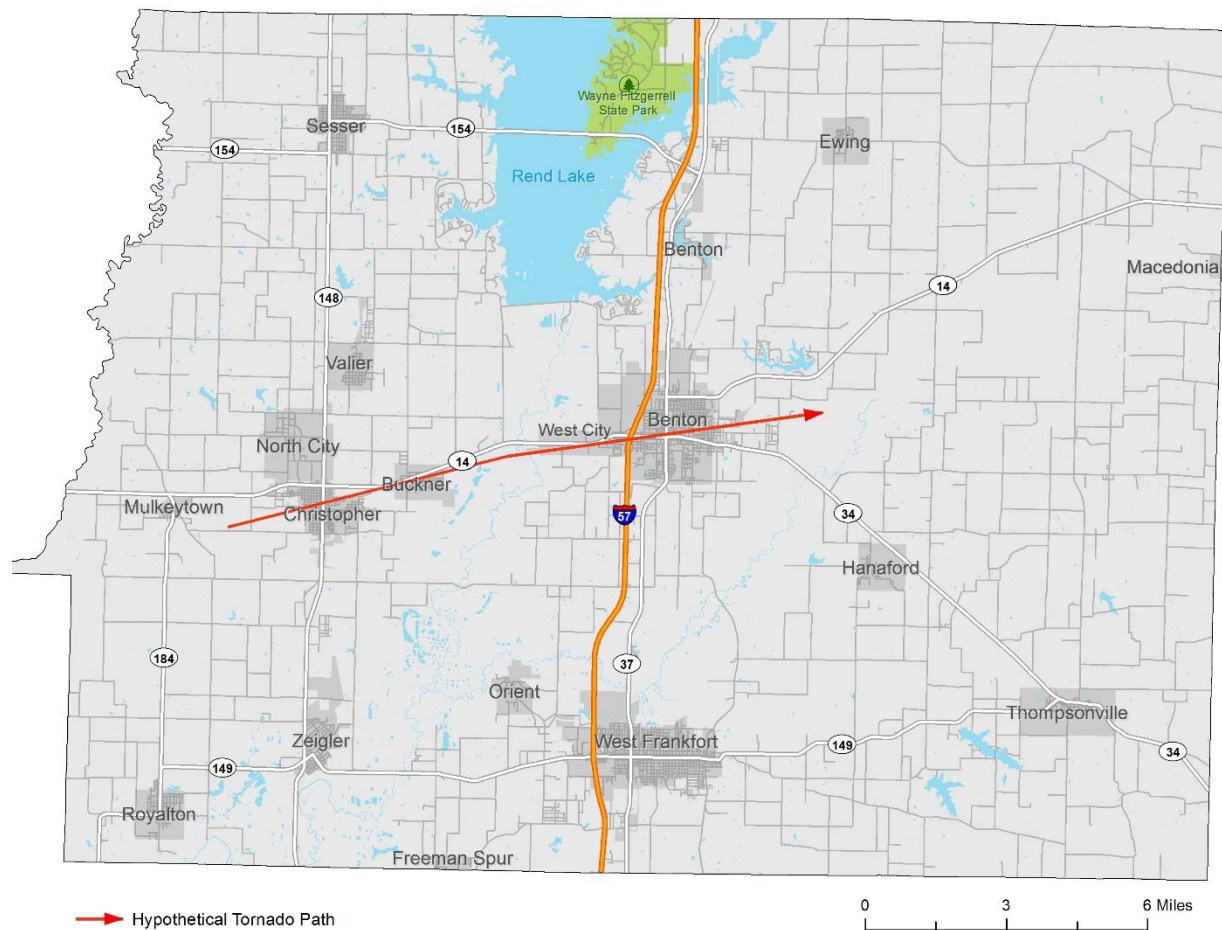 Wayne Fitzgerrell
State Park
Sesser
154
154
Ewing
Rend Lake
Benton
Macedonia
14
148
Valier
Benton
West City
North City
14
Buckner
Mulkeytown
Christopher
57
34
Hanaford
184
37
Orient
Thompsonville
Zeigler
West Frankfort
149
34
149
Royalton
Freeman Spur
0 3 6 Miles
Hypothetical Tornado Path